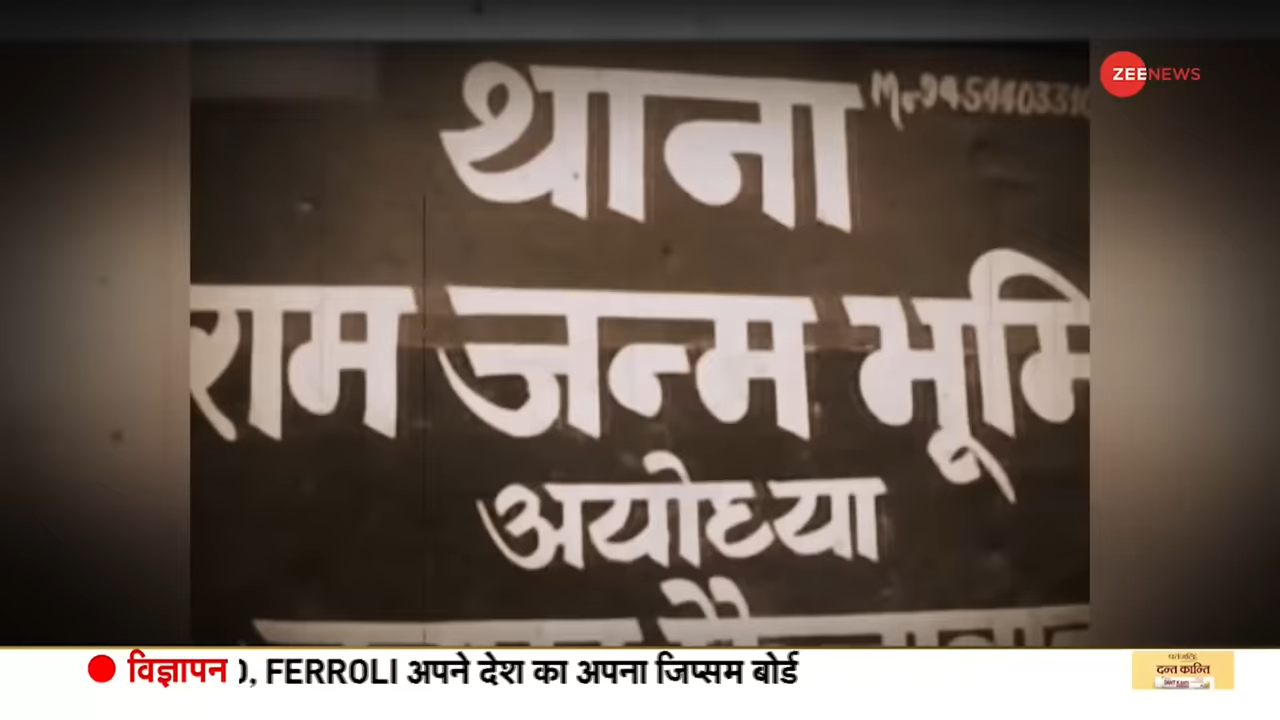 ZEENEWS
थाना
राम जन्म भूमि
अयोध्या
विज्ञापन , FERROLI अपने देश का अपना जिप्सम बोर्ड
दन्त कान्ति